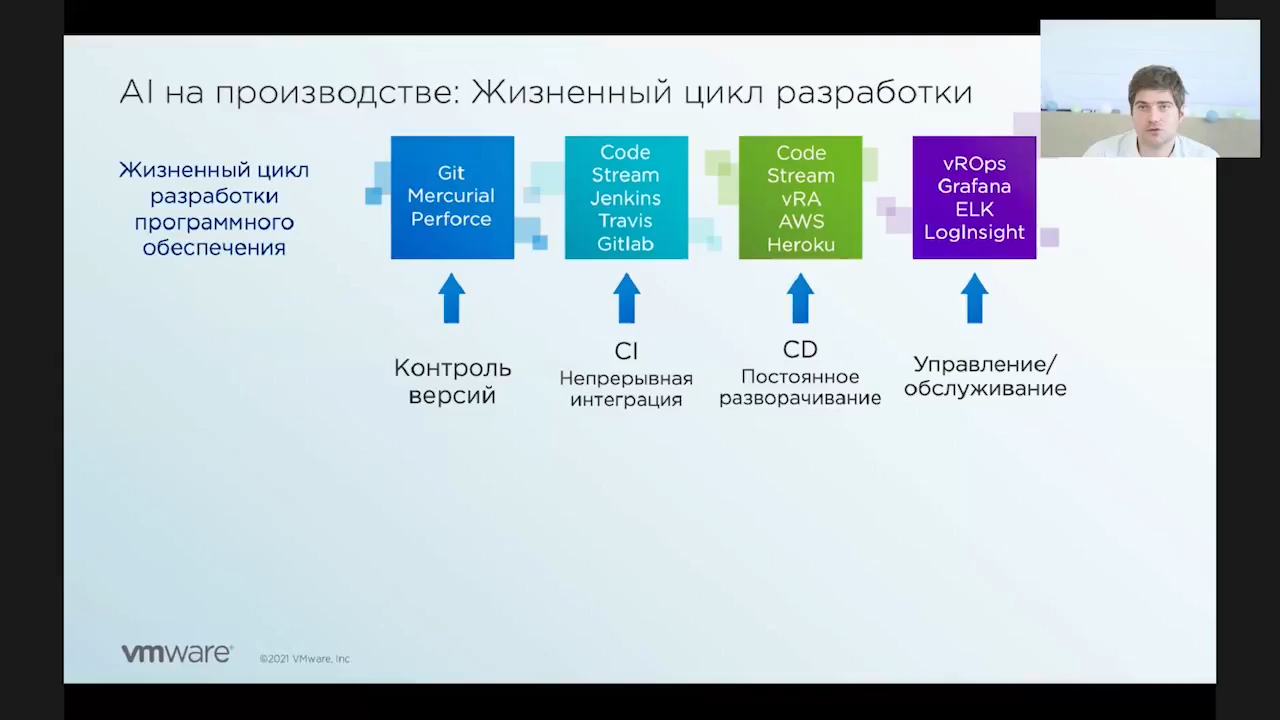 AI на производстве: Жизненный цикл разработки
Жизненный цикл
разработки
программного
обеспечения
Git
Mercurial
Perforce
Code
Stream
Jenkins
Travis
Gitlab
Code
Stream
vRA
AWS
Heroku
vROps
Grafana
ELK
LogInsight
Контроль
версий
CI
Непрерывная
интеграция
CD
Постоянное
разворачивание
Управление/
обслуживание
vmware®
©2021 VMware, Inc